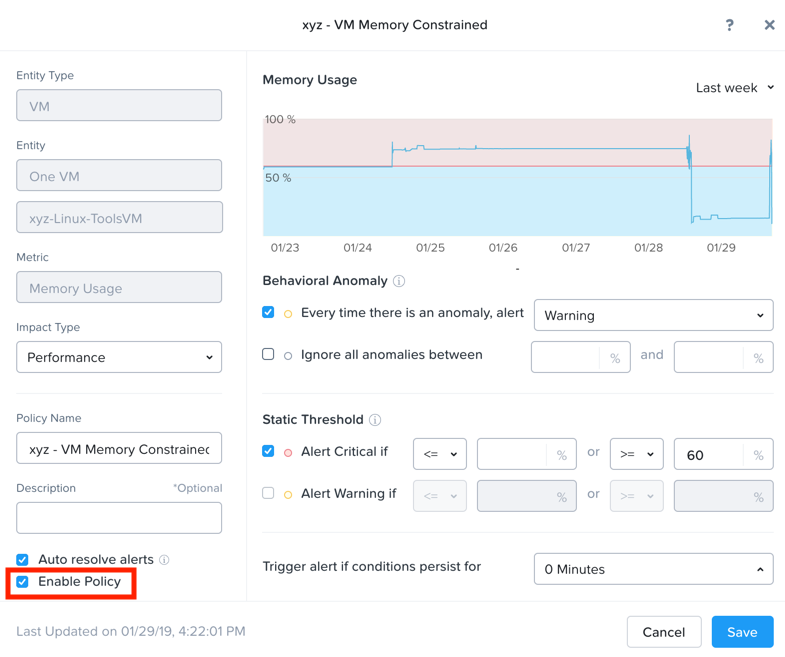 xyz - VM Memory Constrained
?
Entity Type
VM
Entity
One VM
xyz-Linux-ToolsVM
Metric
Memory Usage
Impact Type
Performance
Policy Name
xyz - VM Memory Constrained
Description *Optional
Auto resolve alerts
Enable Policy
Memory Usage
Last week
100 %
50 %
01/23 01/24 01/25 01/26 01/27 01/28 01/29
-
Behavioral Anomaly
Every time there is an anomaly, alert Warning
Ignore all anomalies between % and %
Static Threshold
Alert Critical if <= % or >= 60 %
Alert Warning if <= % or >= %
Trigger alert if conditions persist for 0 Minutes
Last Updated on 01/29/19, 4:22:01 PM
Cancel Save